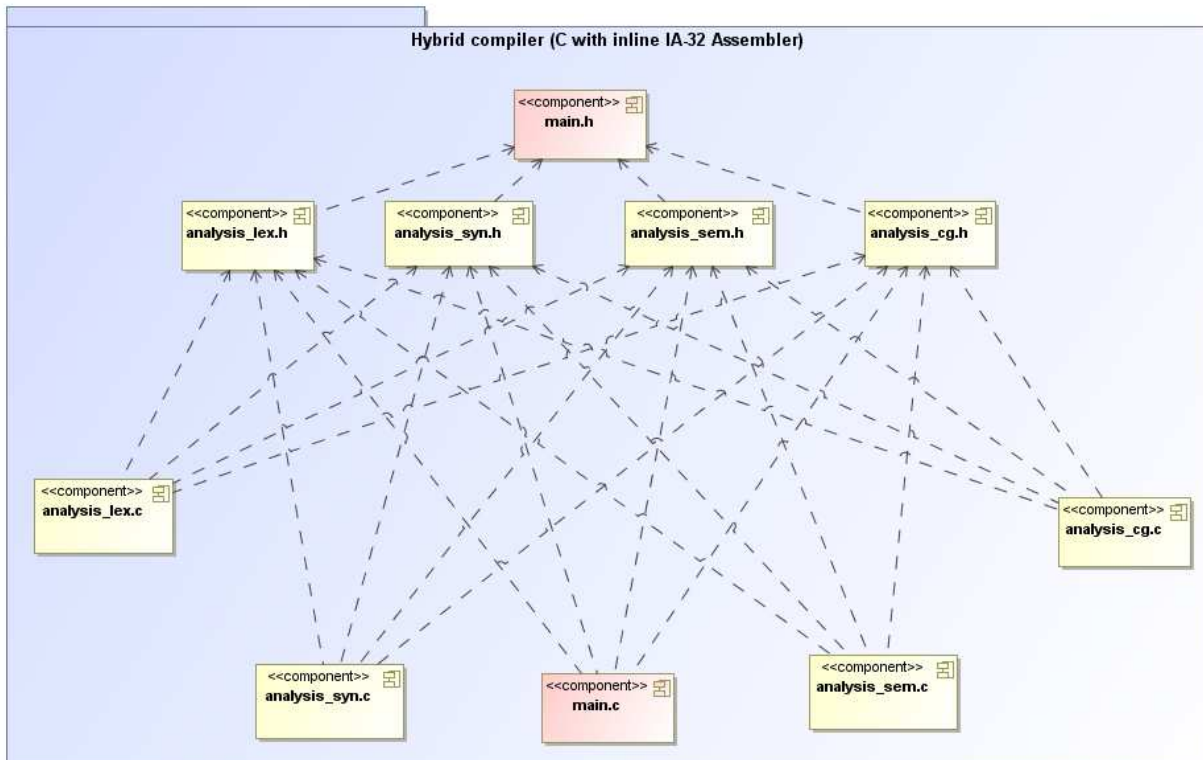 Hybrid compiler (C with inline IA-32 Assembler)
<<component>>
main.h
<<component>>
analysis_lex.h
<<component>>
analysis_syn.h
<<component>>
analysis_sem.h
<<component>>
analysis_cg.h
<<component>>
analysis_lex.c
<<component>>
analysis_cg.c
<<component>>
analysis_syn.c
<<component>>
main.c
<<component>>
analysis_sem.c